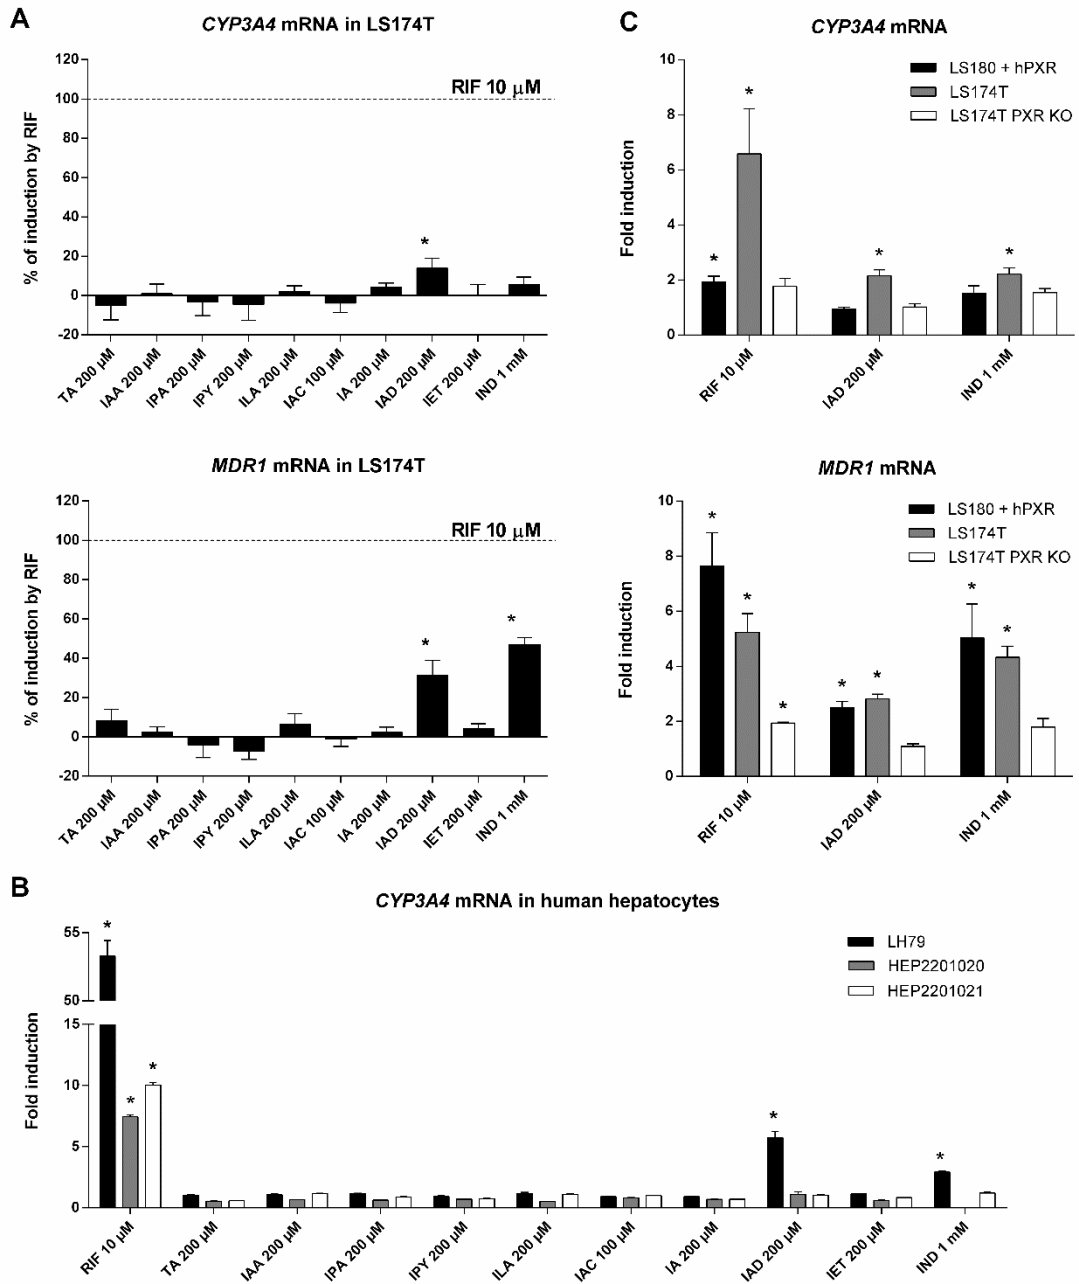 A
CYP3A4 mRNA in LS174T
% of induction by RIF
120
100
80
60
40
20
0
-20
RIF 10 μM
*
TA 200 μM
IAA 200 μM
IPA 200 μM
IPY 200 μM
ILA 200 μM
IAC 100 μM
IA 200 μM
IAD 200 μM
IET 200 μM
IND 1 mM
MDR1 mRNA in LS174T
% of induction by RIF
120
100
80
60
40
20
0
-20
RIF 10 μM
*
*
TA 200 μM
IAA 200 μM
IPA 200 μM
IPY 200 μM
ILA 200 μM
IAC 100 μM
IA 200 μM
IAD 200 μM
IET 200 μM
IND 1 mM
C
CYP3A4 mRNA
LS180 + hPXR
LS174T
LS174T PXR KO
Fold induction
10
8
6
4
2
0
*
*
*
*
RIF 10 μM
IAD 200 μM
IND 1 mM
MDR1 mRNA
LS180 + hPXR
LS174T
LS174T PXR KO
Fold induction
10
8
6
4
2
0
*
*
*
*
*
*
*
RIF 10 μM
IAD 200 μM
IND 1 mM
B
CYP3A4 mRNA in human hepatocytes
LH79
HEP2201020
HEP2201021
Fold induction
55
50
15
10
5
0
*
*
*
*
*
RIF 10 μM
TA 200 μM
IAA 200 μM
IPA 200 μM
IPY 200 μM
ILA 200 μM
IAC 100 μM
IA 200 μM
IAD 200 μM
IET 200 μM
IND 1 mM